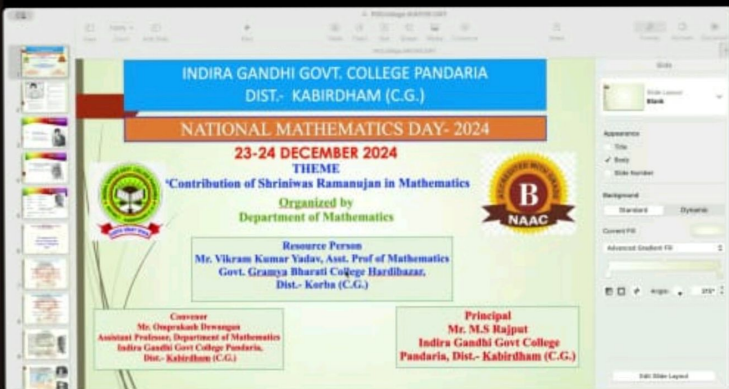 INDIRA GANDHI GOVT. COLLEGE PANDARIA
DIST.- KABIRDHAM (C.G.)
NATIONAL MATHEMATICS DAY- 2024
23-24 DECEMBER 2024
THEME
'Contribution of Shriniwas Ramanujan in Mathematics
Organized by
Department of Mathematics
B
NAAC
Resource Person
Mr. Vikram Kumar Yadav, Asst. Prof of Mathematics
Govt. Gramya Bharati College Hardibazar,
Dist.- Korba (C.G.)
Convenor
Mr. Omprakash Dewangan
Assistant Professor, Department of Mathematics
Indira Gandhi Govt College Pandaria,
Dist.- Kabirdham (C.G.)
Principal
Mr. M.S Rajput
Indira Gandhi Govt College
Pandaria, Dist.- Kabirdham (C.G.)
Slide Layout
Blank
Appearance
Title
Body
Slide Number
Background
Standard
Dynamic
Current Fill
Advanced Gradient Fill
Angle:
Edit Slide Layout